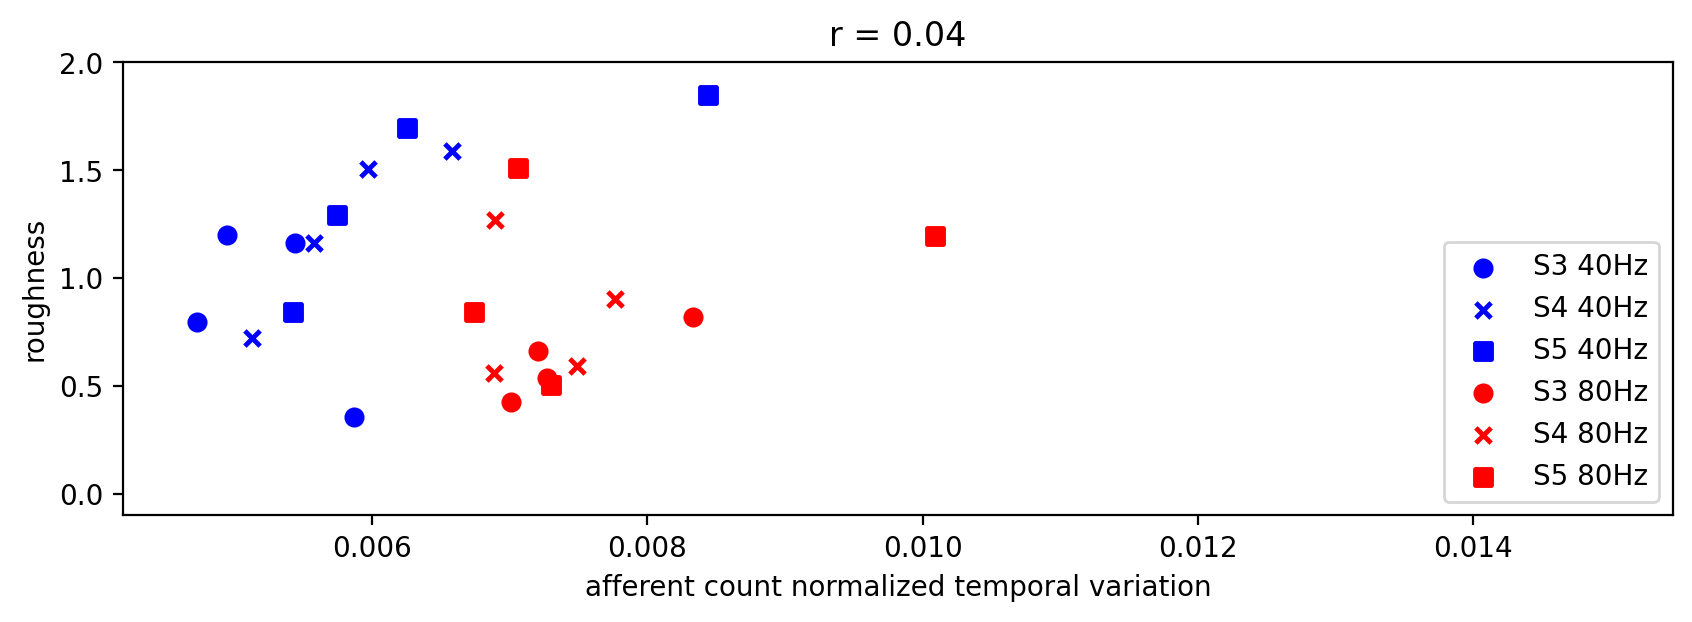 r = 0.04
2.0
1.5
1.0
0.5
0.0
roughness
S3 40Hz
S4 40Hz
S5 40Hz
S3 80Hz
S4 80Hz
S5 80Hz
0.006 0.008 0.010 0.012 0.014
afferent count normalized temporal variation